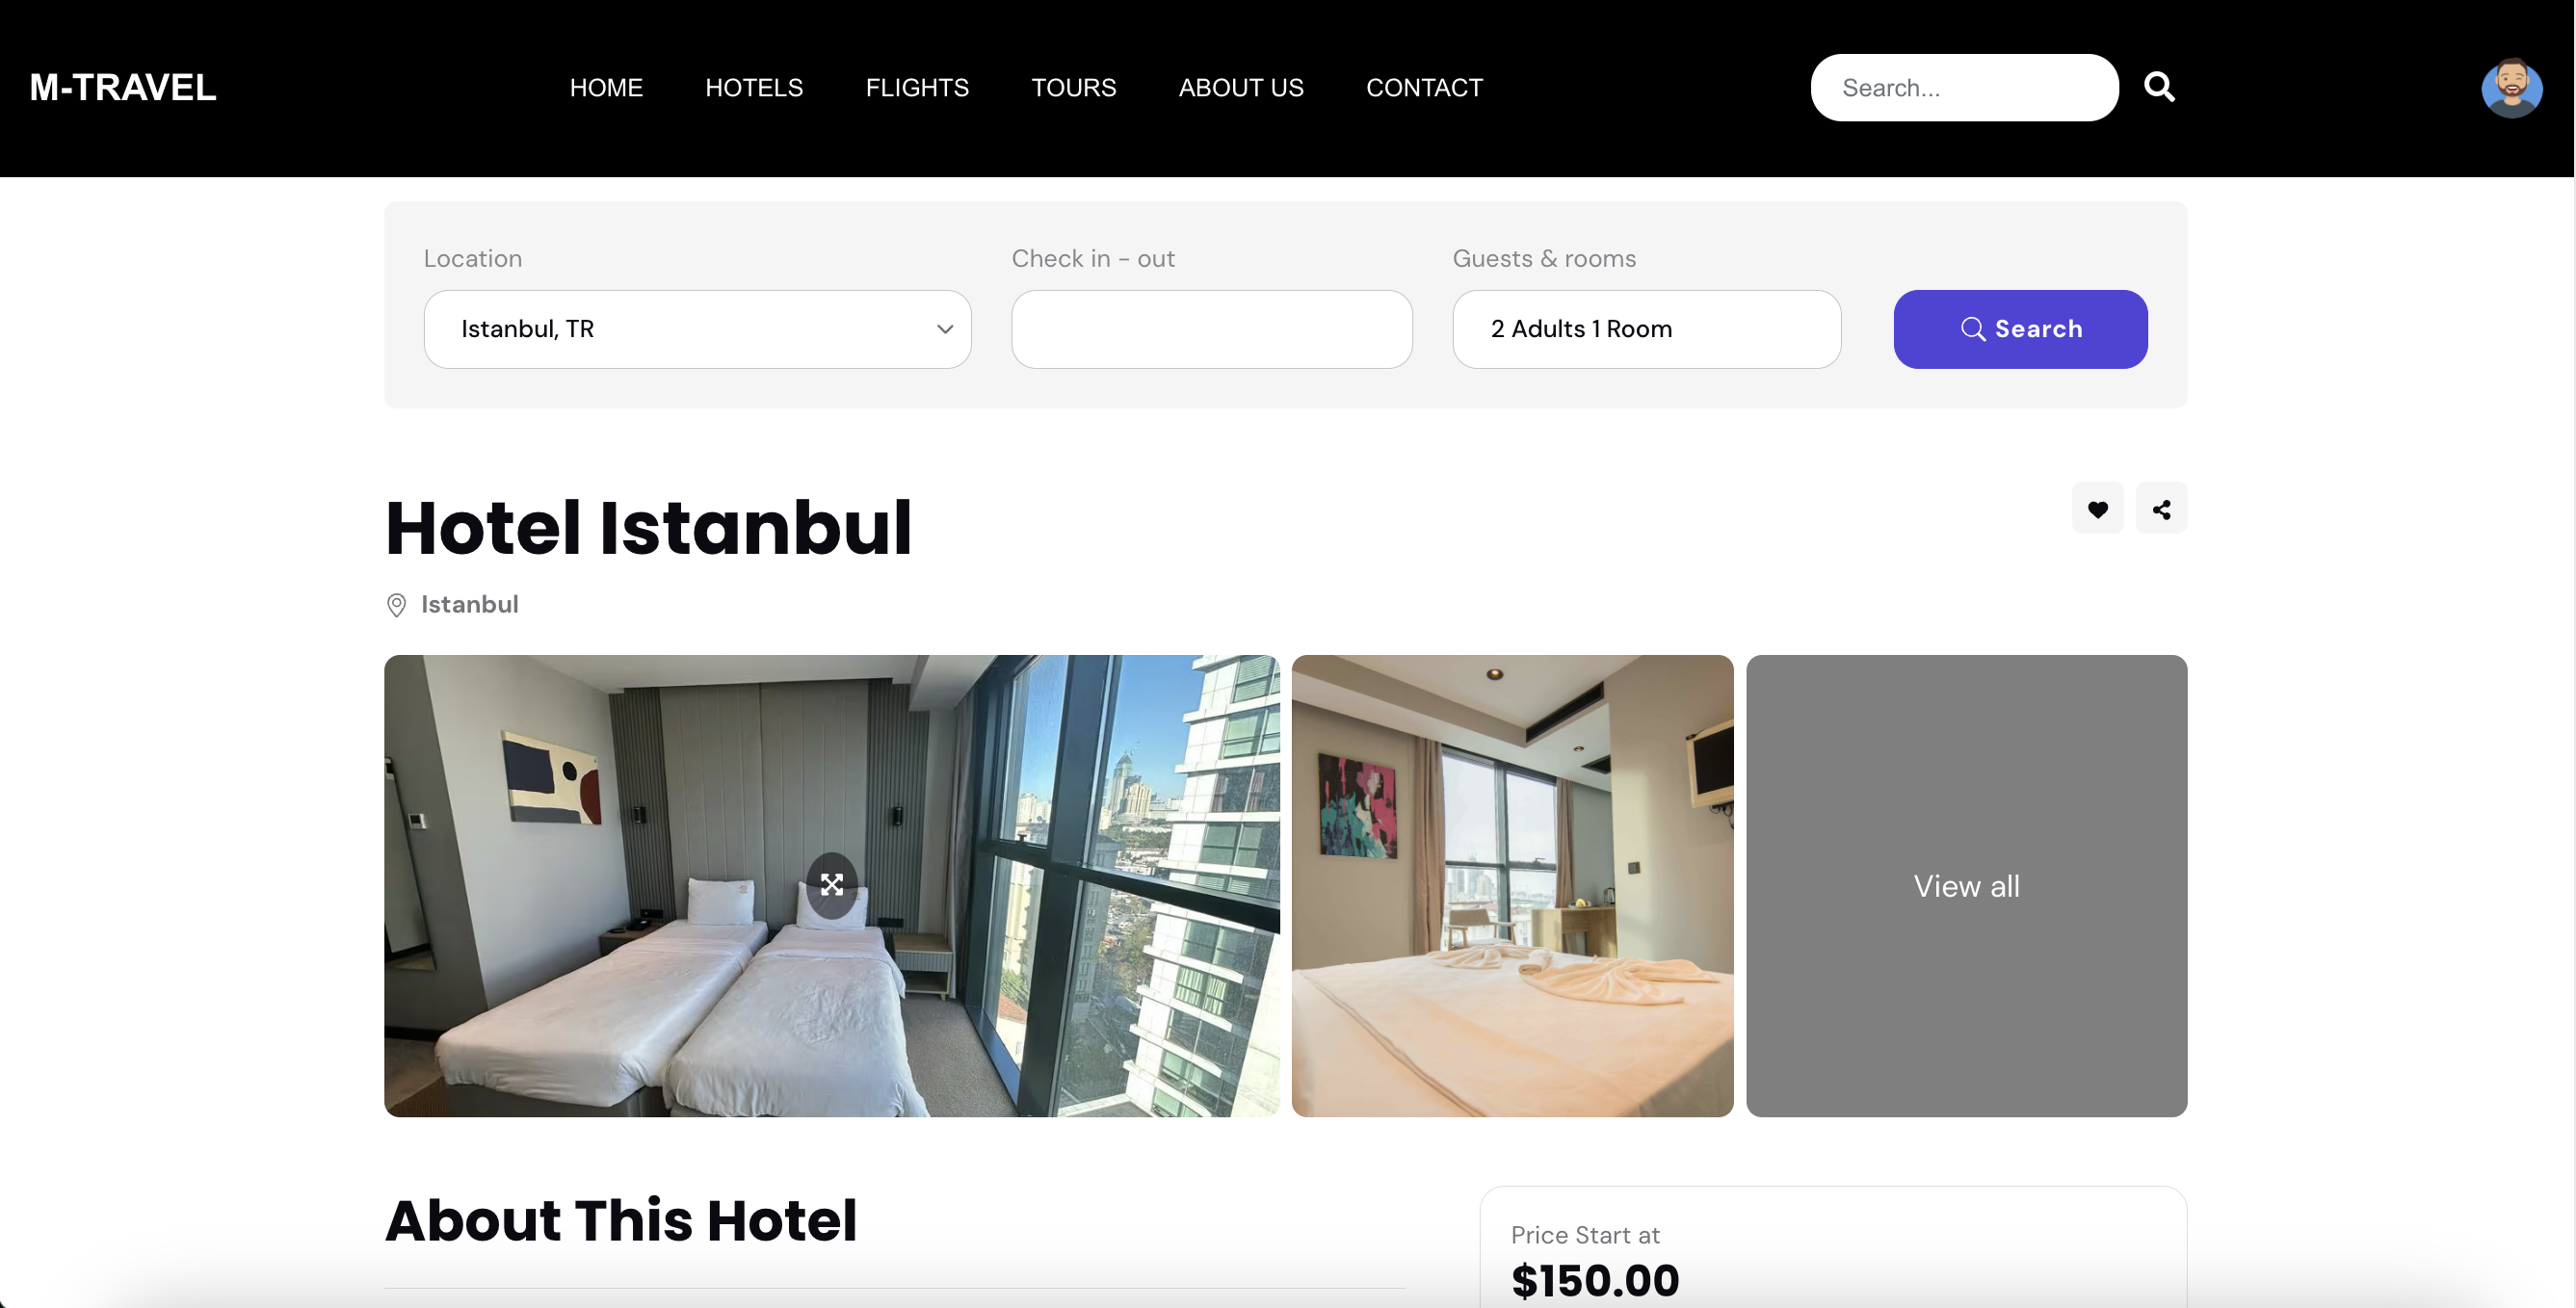 M-TRAVEL
HOME HOTELS FLIGHTS TOURS ABOUT US CONTACT
Search...
Location
Istanbul, TR
Check in - out
Guests & rooms
2 Adults 1 Room
Search
Hotel Istanbul
Istanbul
View all
About This Hotel
Price Start at
$150.00